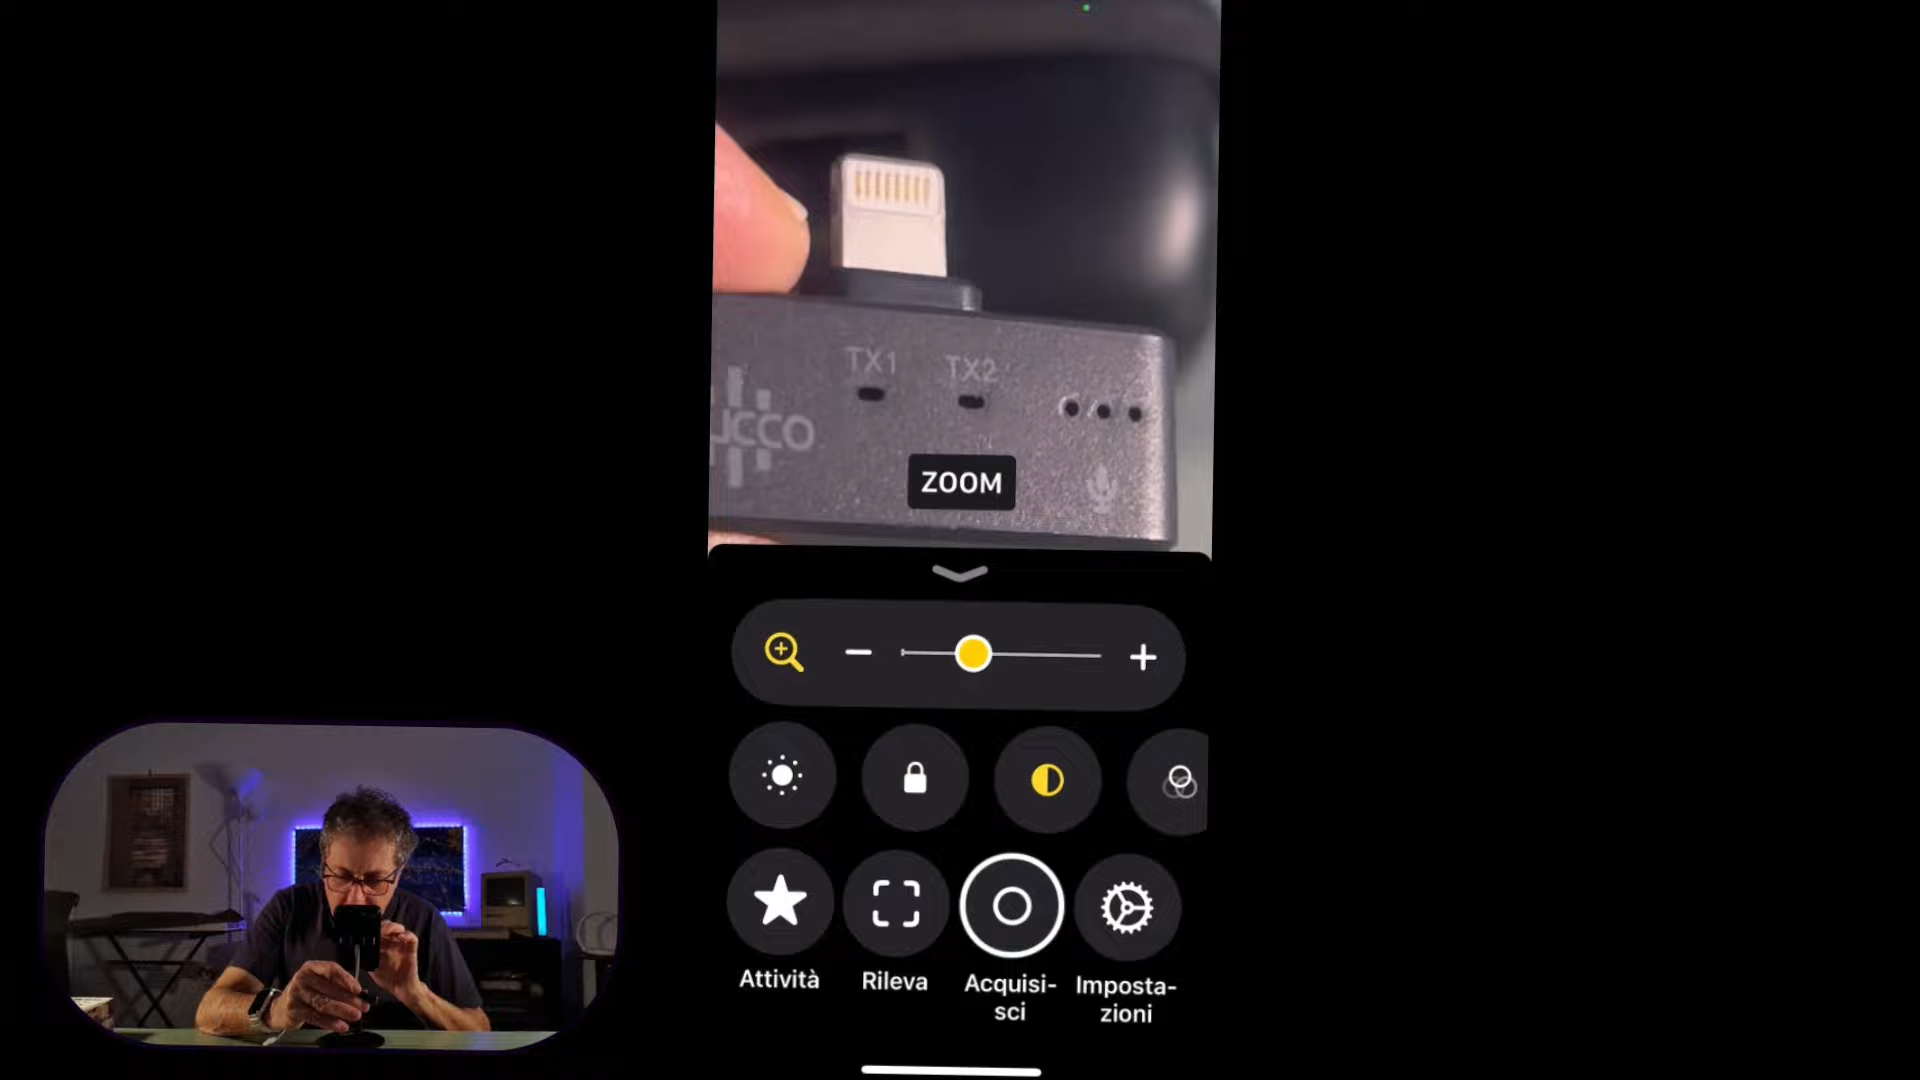 TX1
TX2
ZOOM
Attività
Rileva
Acquisi-
sci
Imposta-
zioni